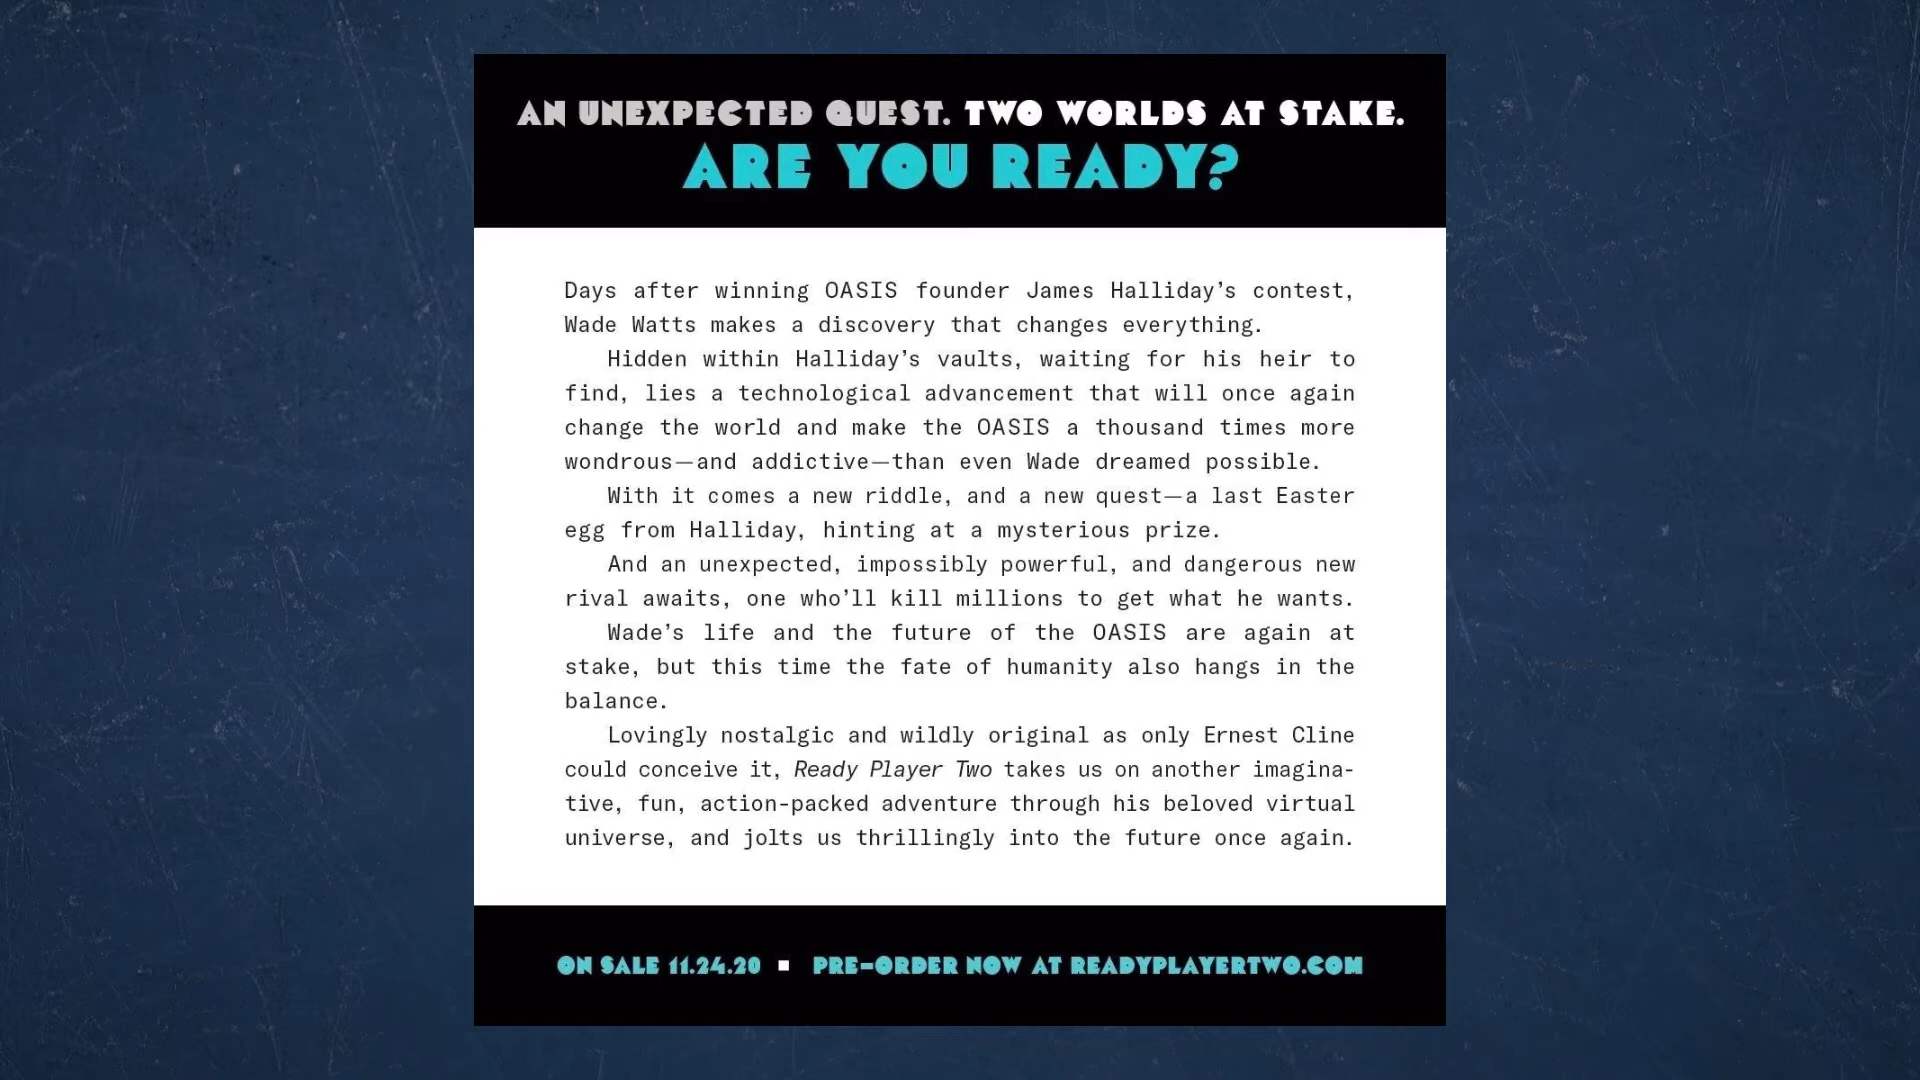 AN UNEXPECTED QUEST. TWO WORLDS AT STAKE.
ARE YOU READY?
Days after winning OASIS founder James Halliday’s contest,
Wade Watts makes a discovery that changes everything.
Hidden within Halliday’s vaults, waiting for his heir to
find, lies a technological advancement that will once again
change the world and make the OASIS a thousand times more
wondrous—and addictive—than even Wade dreamed possible.
With it comes a new riddle, and a new quest—a last Easter
egg from Halliday, hinting at a mysterious prize.
And an unexpected, impossibly powerful, and dangerous new
rival awaits, one who’ll kill millions to get what he wants.
Wade’s life and the future of the OASIS are again at
stake, but this time the fate of humanity also hangs in the
balance.
Lovingly nostalgic and wildly original as only Ernest Cline
could conceive it, Ready Player Two takes us on another imagina-
tive, fun, action-packed adventure through his beloved virtual
universe, and jolts us thrillingly into the future once again.
ON SALE 11.24.20 ■ PRE-ORDER NOW AT READYPLAYERTWO.COM